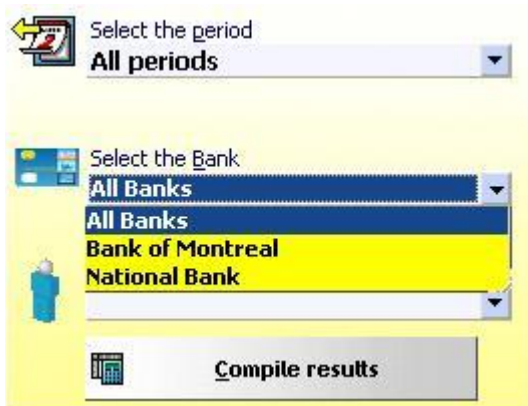 Select the period
All periods
Select the Bank
All Banks
All Banks
Bank of Montreal
National Bank
Compile results